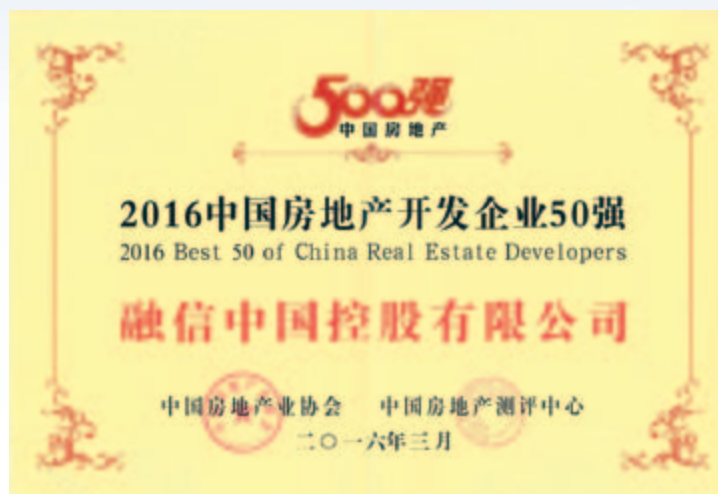 500强
中国房地产
2016中国房地产开发企业50强
2016 Best 50 of China Real Estate Developers
融信中国控股有限公司
中国房地产业协会 中国房地产测评中心
二〇一六年三月